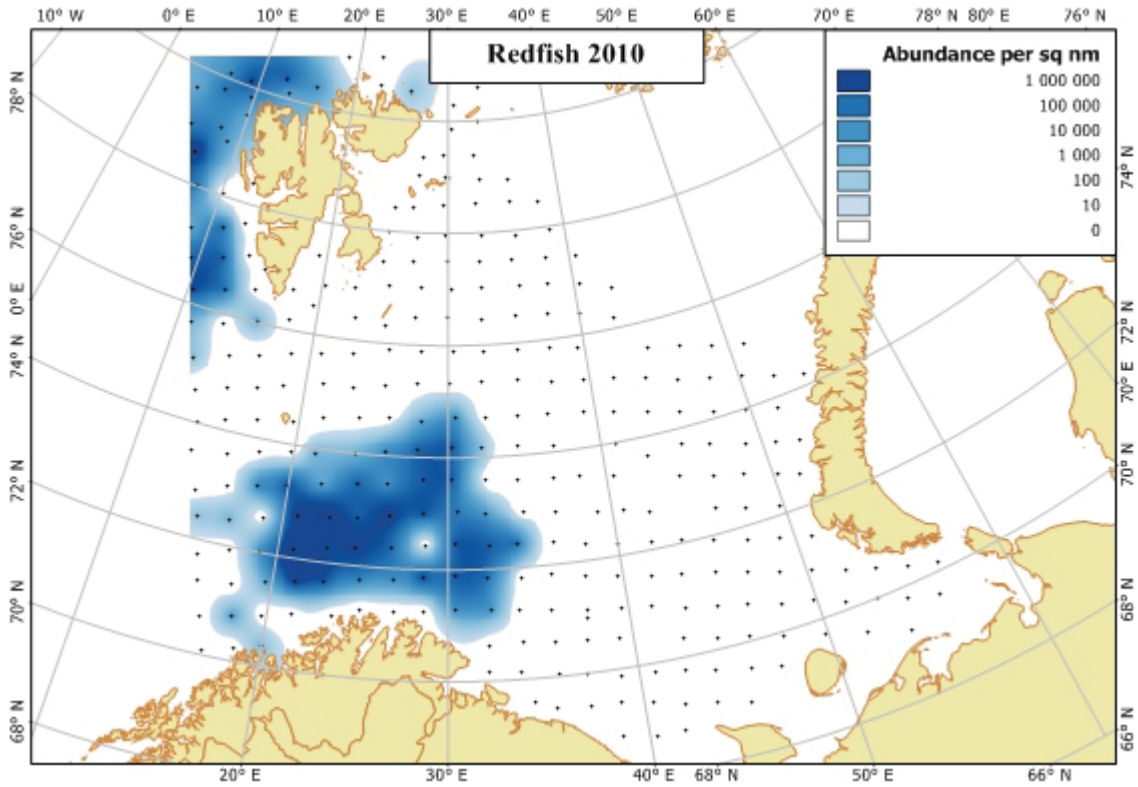 10° W 0° E 10° E 20° E 30° E 40° E 50° E 60° E 70° E 78° N 80° E 76° N
Redfish 2010
Abundance per sq nm
1 000 000
100 000
10 000
1 000
100
10
0
78° N
76° N
0° E
74° N
72° N
70° N
68° N
74° N
72° N
70° E
70° N
68° N
66° N
20° E 30° E 40° E 68° N 50° E 66° N